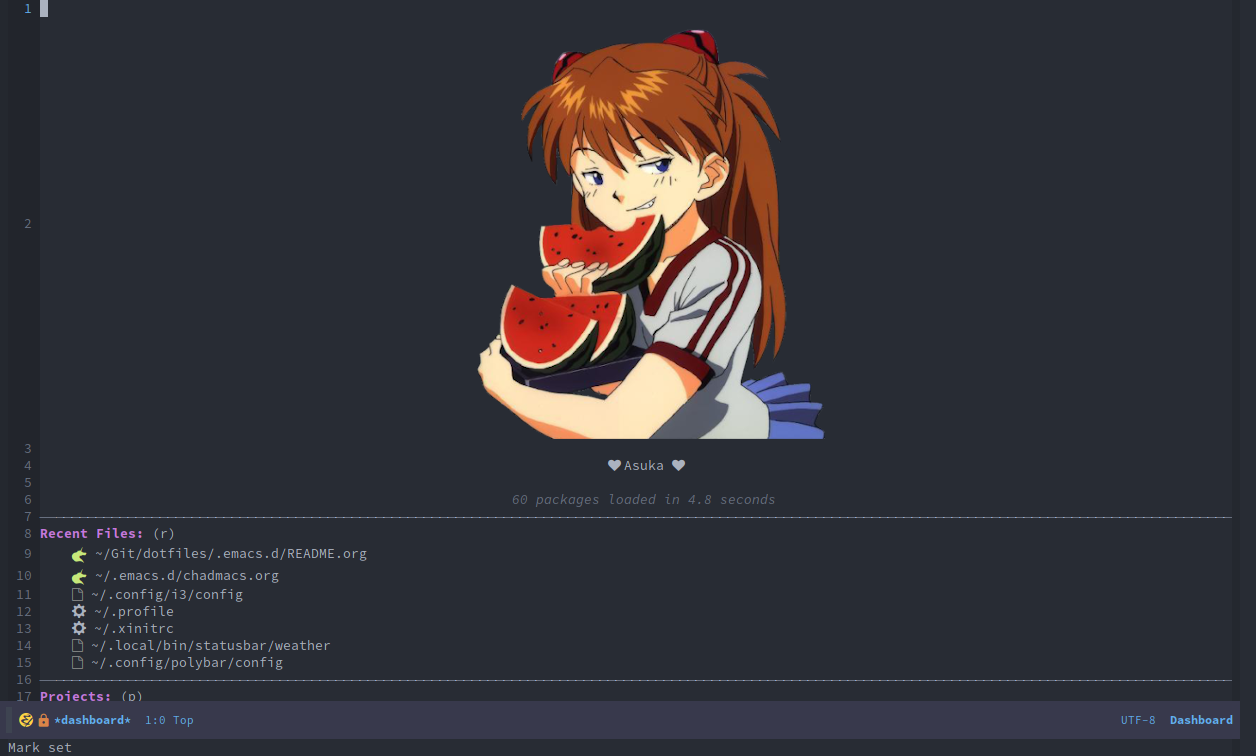 1
2
3
4 Asuka
5
6 60 packages loaded in 4.8 seconds
7
8 Recent Files: (r)
9 ~/Git/dotfiles/.emacs.d/README.org
10 ~/.emacs.d/chadmacs.org
11 ~/.config/i3/config
12 ~/.profile
13 ~/.xinitrc
14 ~/.local/bin/statusbar/weather
15 ~/.config/polybar/config
16
17 Projects: (p)
*dashboard* 1:0 Top UTF-8 Dashboard
Mark set